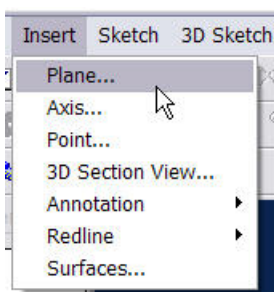 Insert Sketch 3D Sketch
Plane...
Axis...
Point...
3D Section View...
Annotation
Redline
Surfaces...